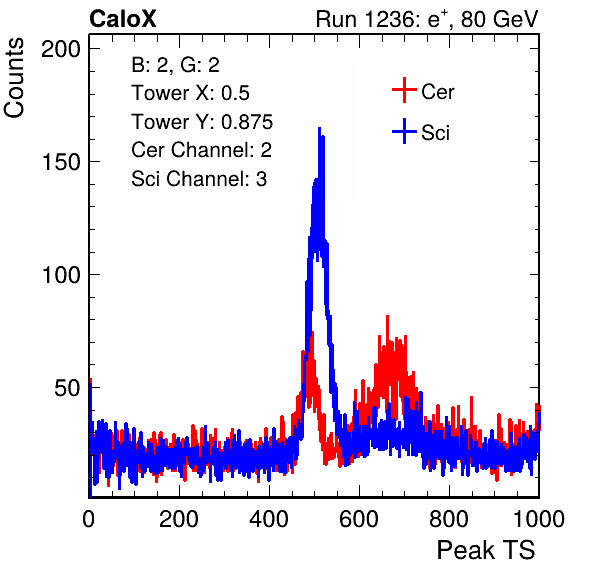 CaloX Run 1236: e⁺, 80 GeV
Counts
200
150
100
50
B: 2, G: 2
Tower X: 0.5
Tower Y: 0.875
Cer Channel: 2
Sci Channel: 3
Cer
Sci
0 200 400 600 800 1000
Peak TS